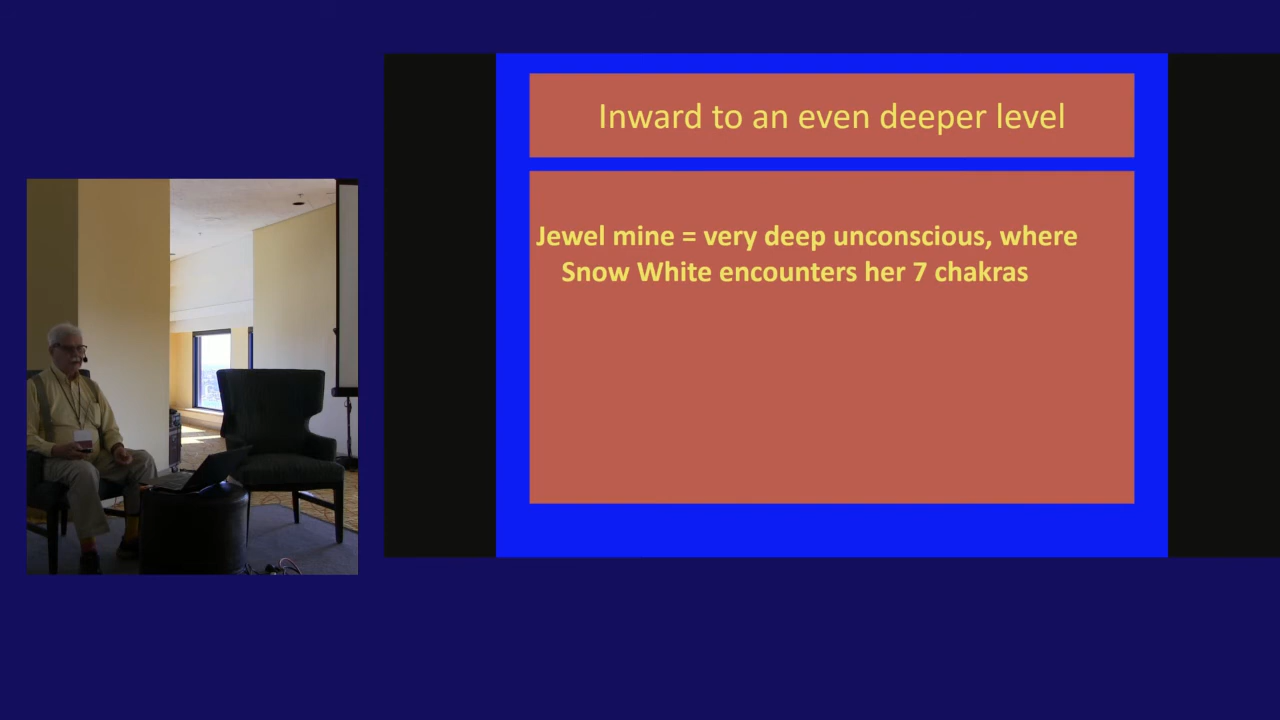 Inward to an even deeper level
Jewel mine = very deep unconscious, where
Snow White encounters her 7 chakras